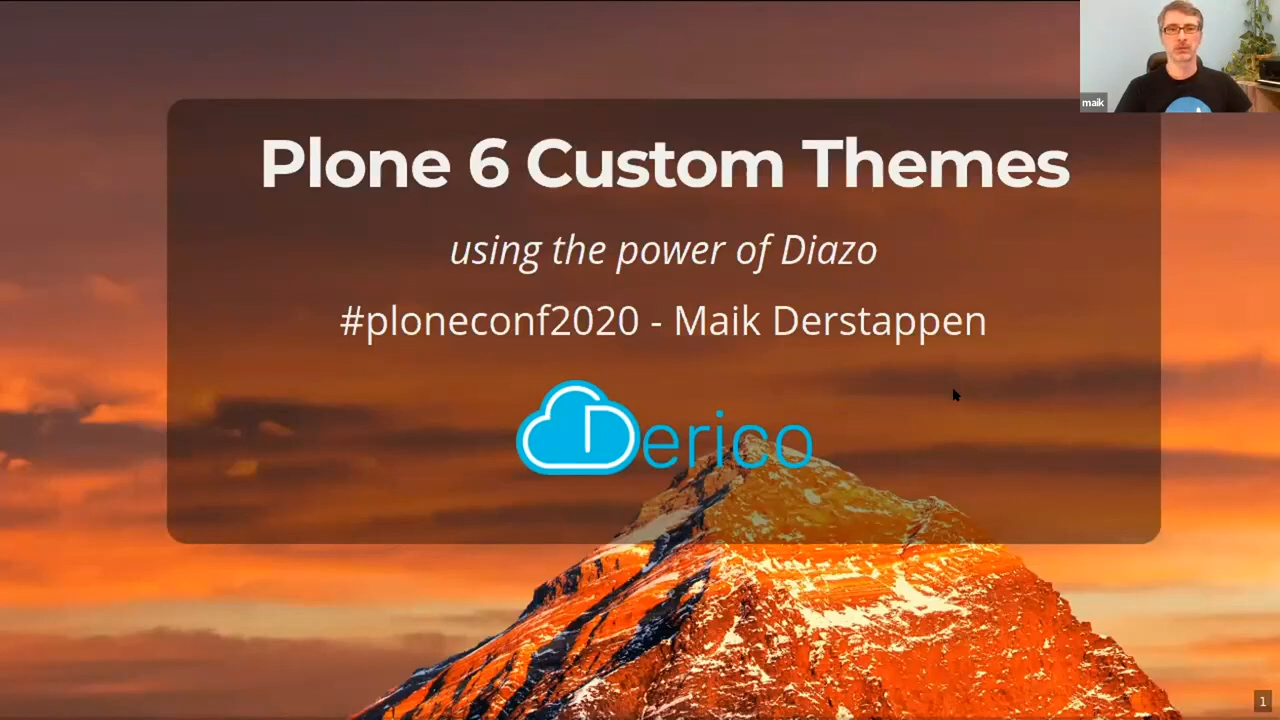 maik
Plone 6 Custom Themes
using the power of Diazo
#ploneconf2020 - Maik Derstappen
Derico
1